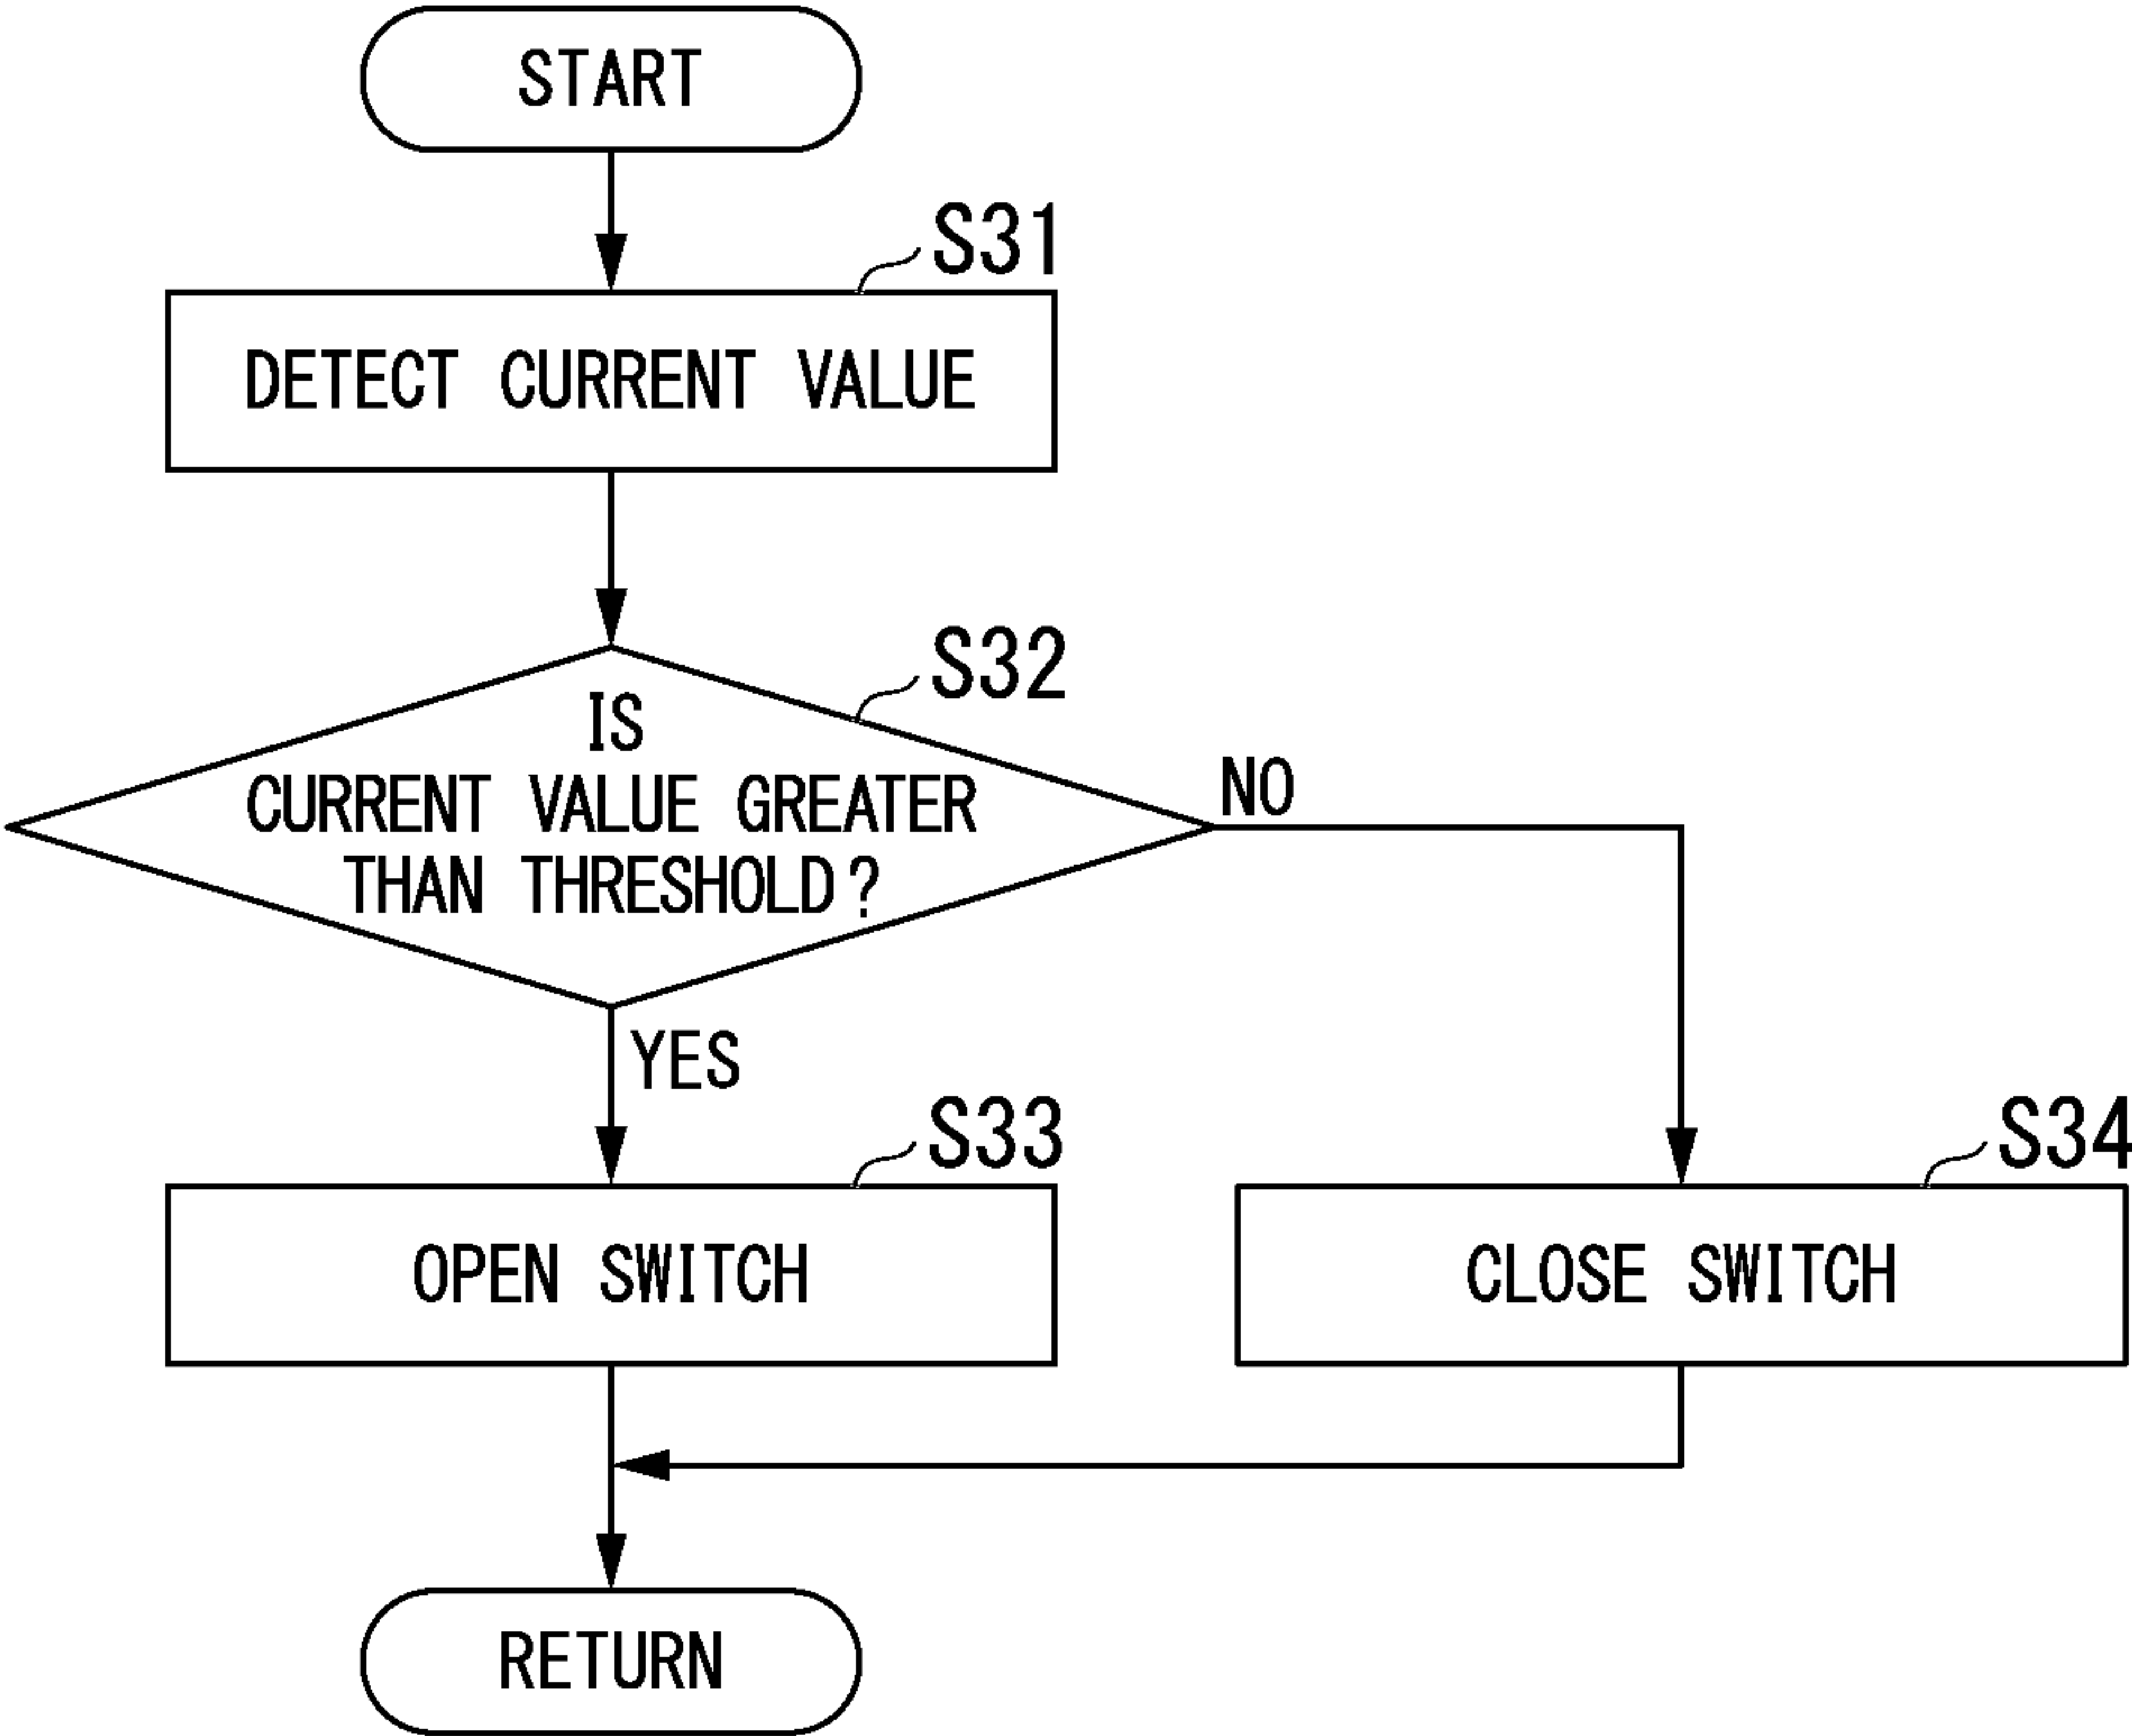 START
S31
DETECT CURRENT VALUE
S32
IS
CURRENT VALUE GREATER
THAN THRESHOLD?
NO
YES
S33
S34
OPEN SWITCH
CLOSE SWITCH
RETURN